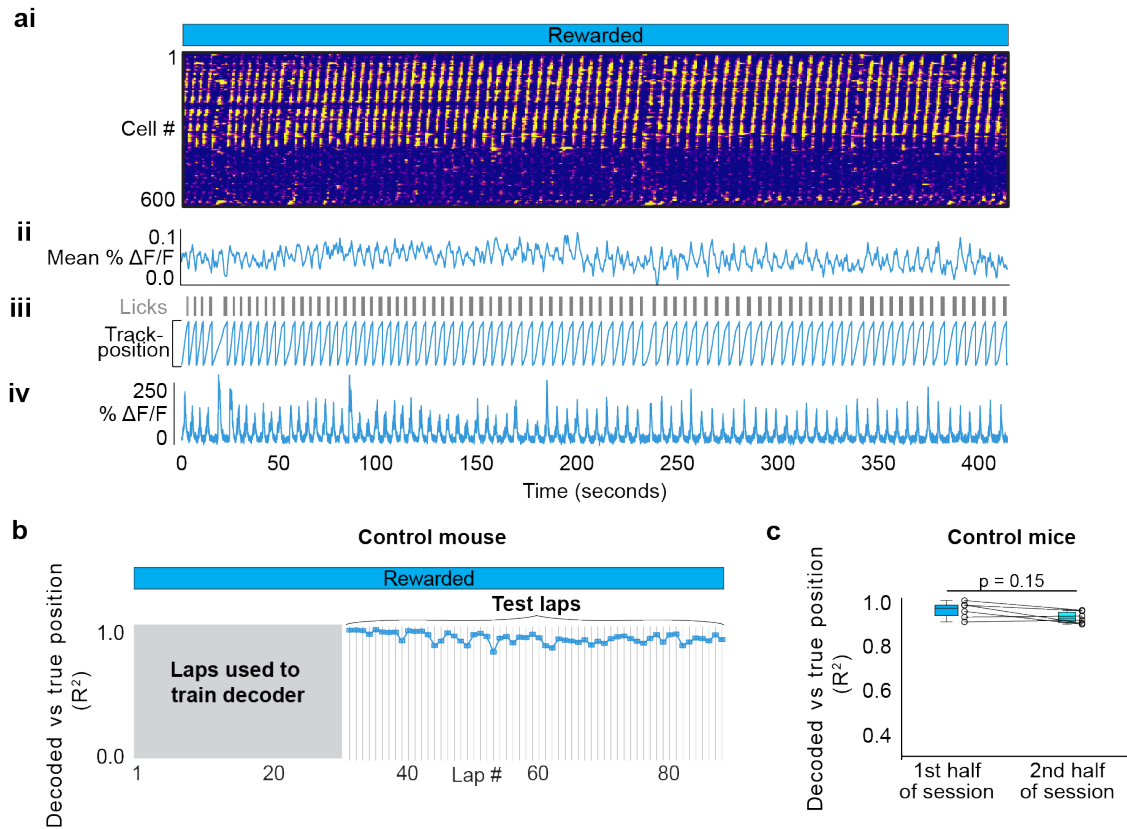 ai
Rewarded
1
Cell #
600
ii
0.1
Mean % ΔF/F
0.0
iii
Licks
Track-
position
iv
250
% ΔF/F
0
0 50 100 150 200 250 300 350 400
Time (seconds)
b
Control mouse
Rewarded
Test laps
Decoded vs true position
(R²)
1.0
Laps used to
train decoder
0.0
1 20 40 Lap # 60 80
c
Control mice
p = 0.15
Decoded vs true position
(R²)
1.0
0.8
0.6
0.4
1st half
of session
2nd half
of session